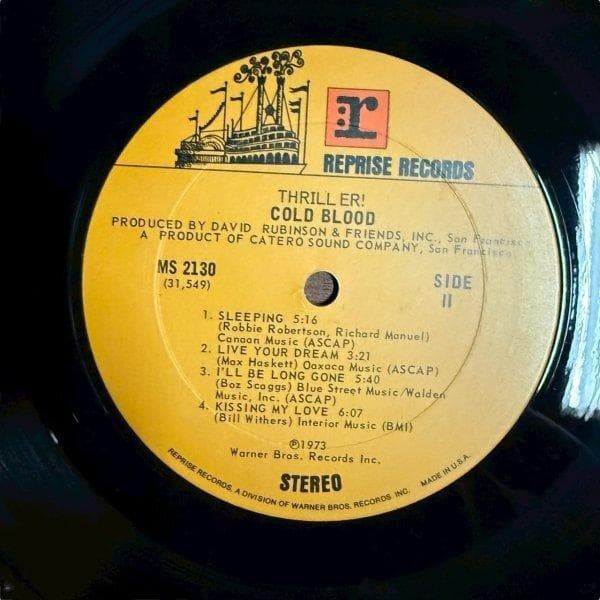 r:
REPRISE RECORDS
THRILLER!
COLD BLOOD
PRODUCED BY DAVID RUBINSON & FRIENDS, INC., San Francisco
A PRODUCT OF CATERO SOUND COMPANY, San Francisco
MS 2130
(31,549)
SIDE
II
1. SLEEPING 5:16
(Robbie Robertson, Richard Manuel)
Canaan Music (ASCAP)
2. LIVE YOUR DREAM 3:21
(Max Haskett) Oaxaca Music (ASCAP)
3. I'LL BE LONG GONE 5:40
(Boz Scaggs) Blue Street Music/Walden
Music, Inc. (ASCAP)
4. KISSING MY LOVE 6:07
(Bill Withers) Interior Music (BMI)
℗1973
Warner Bros. Records Inc.
STEREO
REPRISE RECORDS, A DIVISION OF WARNER BROS. RECORDS INC. MADE IN U.S.A.